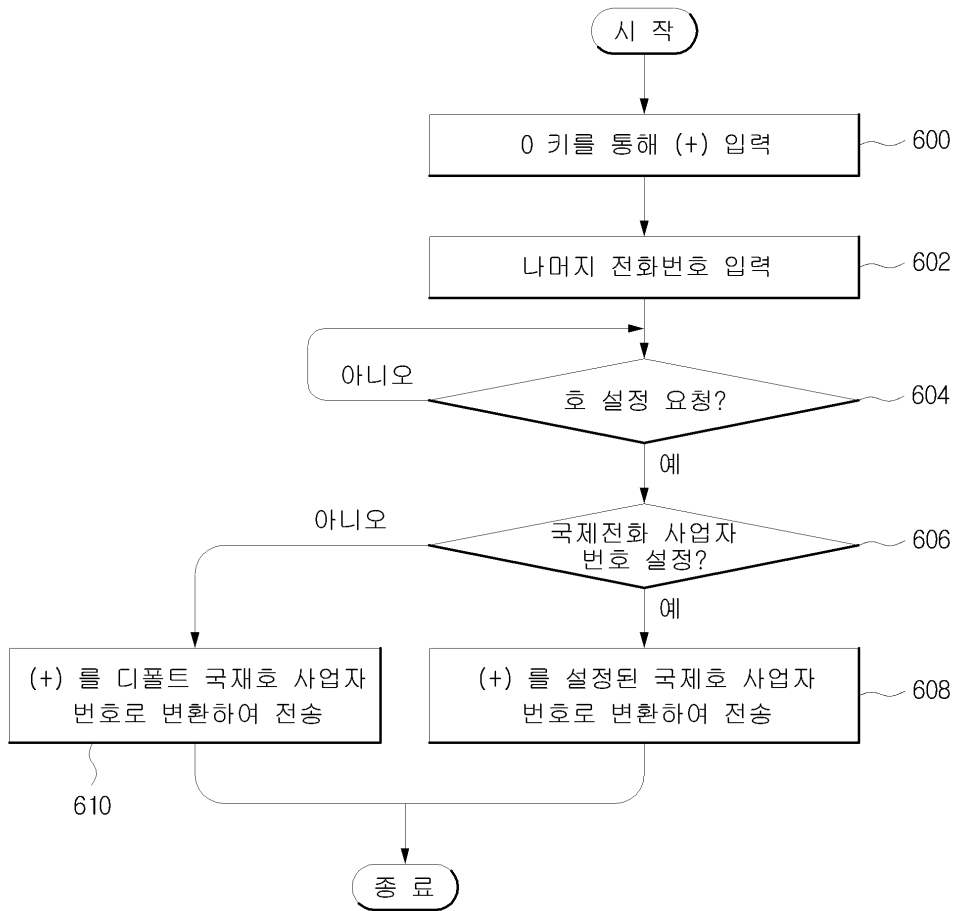 시 작
0 키를 통해 (+) 입력
600
나머지 전화번호 입력
602
아니오
호 설정 요청?
604
예
아니오
국제전화 사업자
번호 설정?
606
예
(+) 를 디폴트 국재호 사업자
번호로 변환하여 전송
610
(+) 를 설정된 국제호 사업자
번호로 변환하여 전송
608
종 료